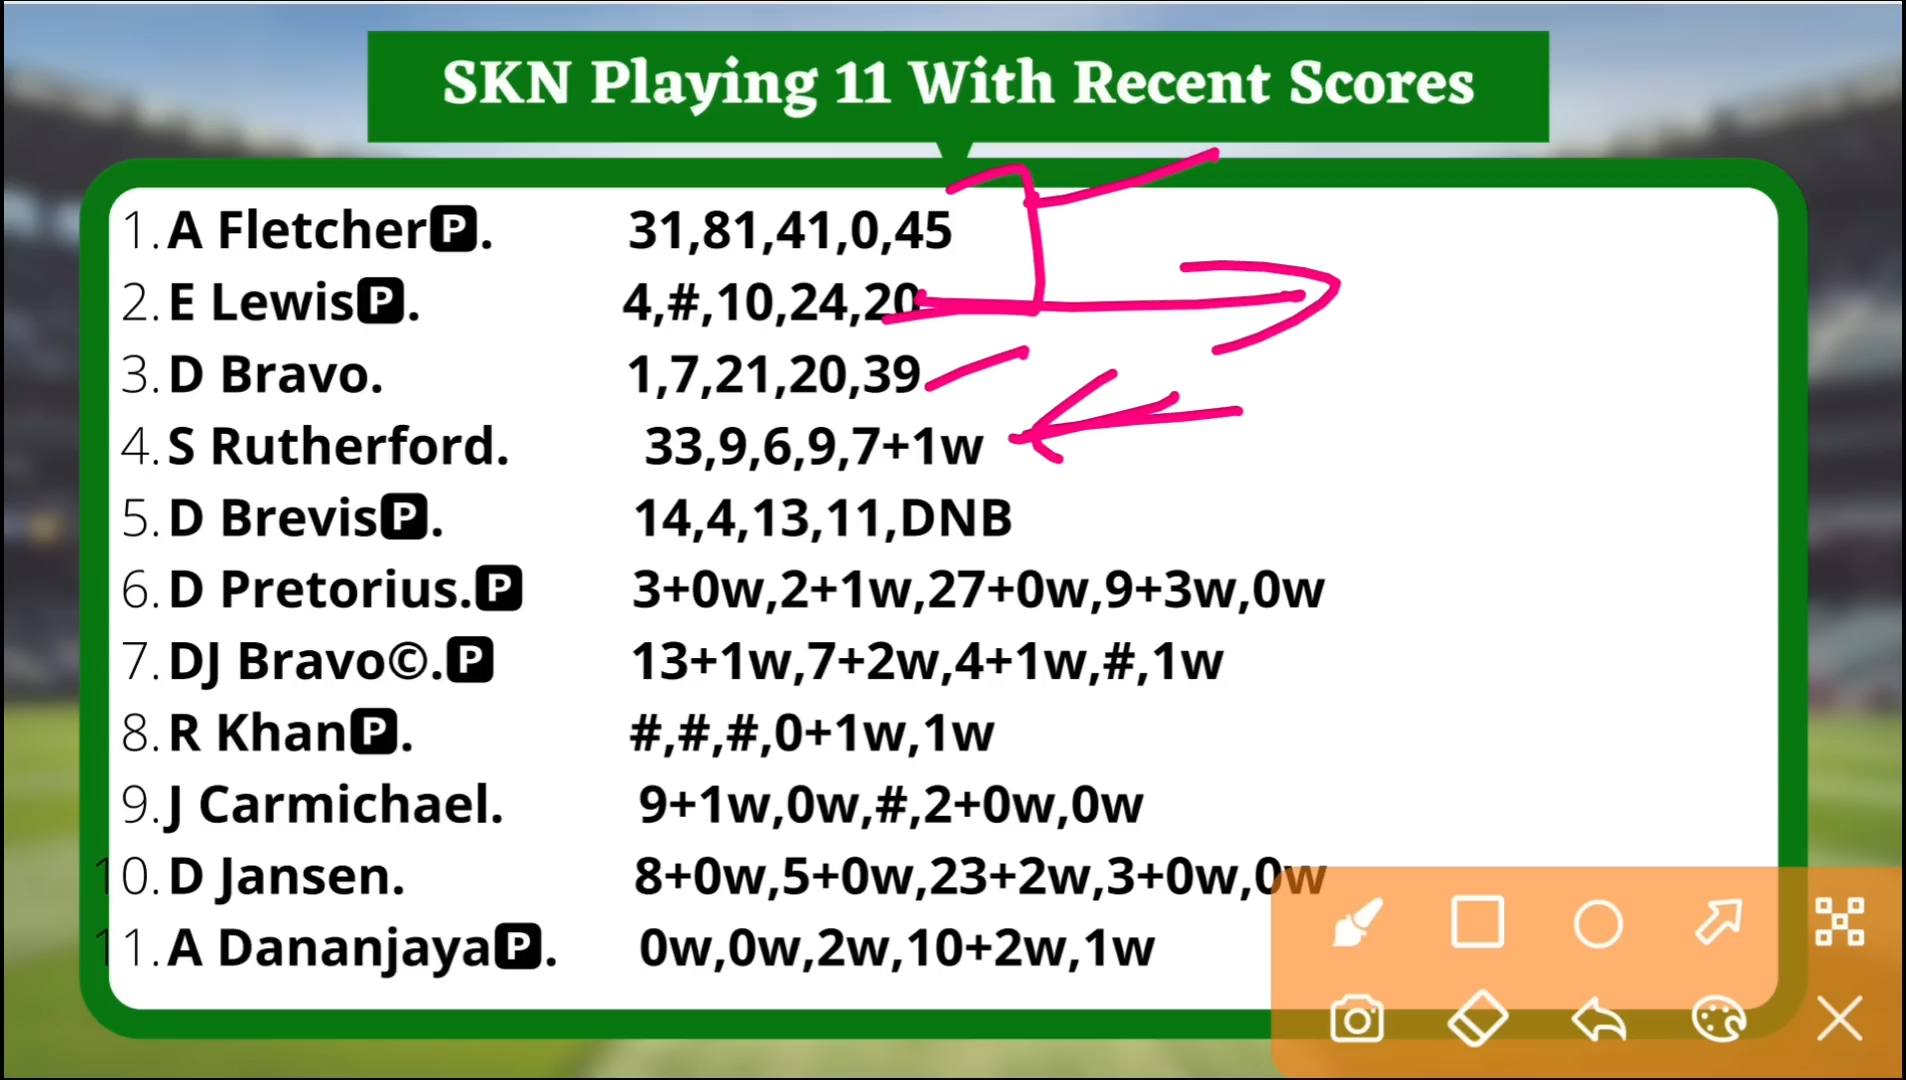 SKN Playing 11 With Recent Scores
1. A Fletcher🅿. 31,81,41,0,45
2. E Lewis🅿. 4,#,10,24,20
3. D Bravo. 1,7,21,20,39
4. S Rutherford. 33,9,6,9,7+1w
5. D Brevis🅿. 14,4,13,11,DNB
6. D Pretorius.🅿 3+0w,2+1w,27+0w,9+3w,0w
7. DJ Bravo©.🅿 13+1w,7+2w,4+1w,#,1w
8. R Khan🅿. #,#,#,0+1w,1w
9. J Carmichael. 9+1w,0w,#,2+0w,0w
10. D Jansen. 8+0w,5+0w,23+2w,3+0w,0w
11. A Dananjaya🅿. 0w,0w,2w,10+2w,1w